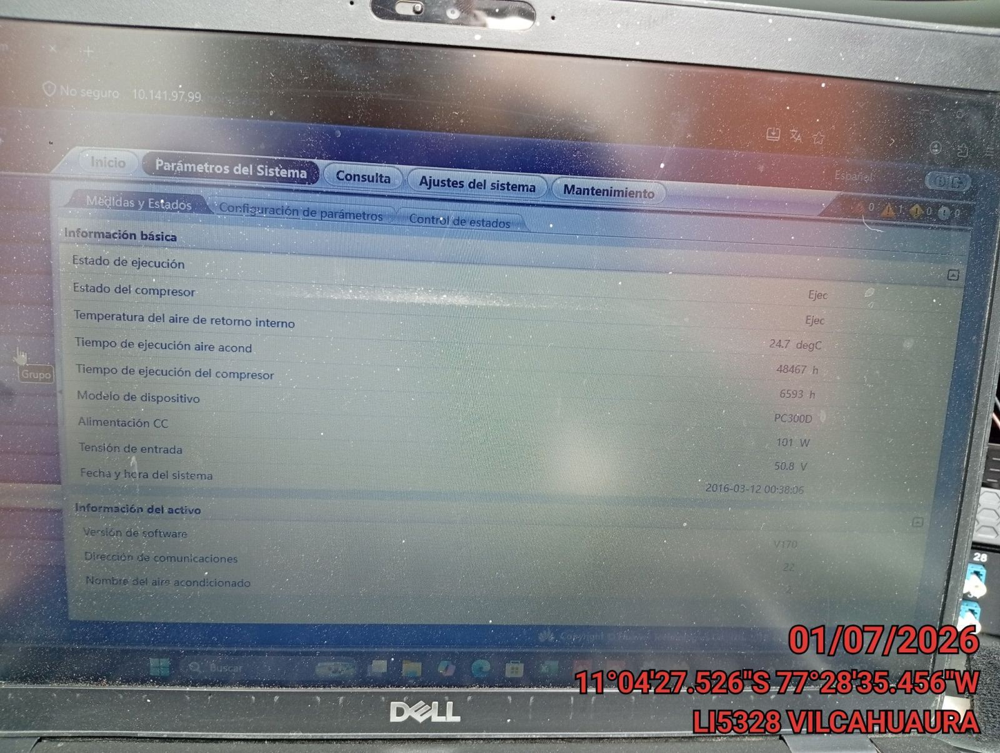 No seguro 10.141.97.99
Español
Inicio Parámetros del Sistema Consulta Ajustes del sistema Mantenimiento
Medidas y Estados Configuración de parámetros Control de estados
0 1 0 0
Información básica
Estado de ejecución Ejec
Estado del compresor Ejec
Temperatura del aire de retorno interno 24.7 degC
Tiempo de ejecución aire acond 48467 h
Tiempo de ejecución del compresor 6593 h
Modelo de dispositivo PC300D
Alimentación CC 101 W
Tensión de entrada 50.8 V
Fecha y hora del sistema 2016-03-12 00:38:06
Información del activo
Versión de software V170
Dirección de comunicaciones 22
Nombre del aire acondicionado 2
Grupo
Copyright ©
Buscar
DELL
28
01/07/2026
11°04'27.526"S 77°28'35.456"W
LI5328 VILCAHUAURA